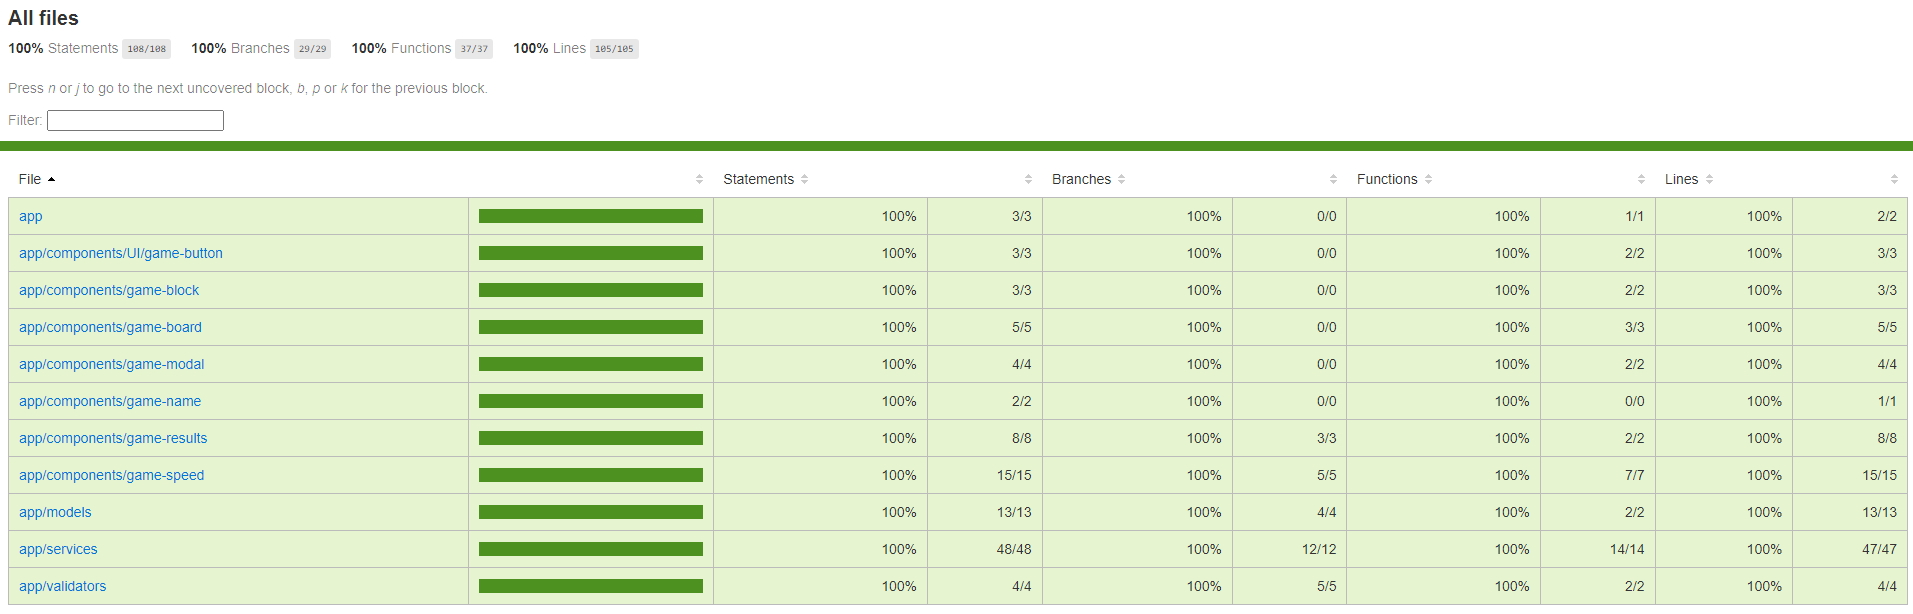 All files
100% Statements 108/108 100% Branches 29/29 100% Functions 37/37 100% Lines 105/105
Press n or j to go to the next uncovered block, b, p or k for the previous block.
Filter:
File Statements Branches Functions Lines
app 100% 3/3 100% 0/0 100% 1/1 100% 2/2
app/components/UI/game-button 100% 3/3 100% 0/0 100% 2/2 100% 3/3
app/components/game-block 100% 3/3 100% 0/0 100% 2/2 100% 3/3
app/components/game-board 100% 5/5 100% 0/0 100% 3/3 100% 5/5
app/components/game-modal 100% 4/4 100% 0/0 100% 2/2 100% 4/4
app/components/game-name 100% 2/2 100% 0/0 100% 0/0 100% 1/1
app/components/game-results 100% 8/8 100% 3/3 100% 2/2 100% 8/8
app/components/game-speed 100% 15/15 100% 5/5 100% 7/7 100% 15/15
app/models 100% 13/13 100% 4/4 100% 2/2 100% 13/13
app/services 100% 48/48 100% 12/12 100% 14/14 100% 47/47
app/validators 100% 4/4 100% 5/5 100% 2/2 100% 4/4